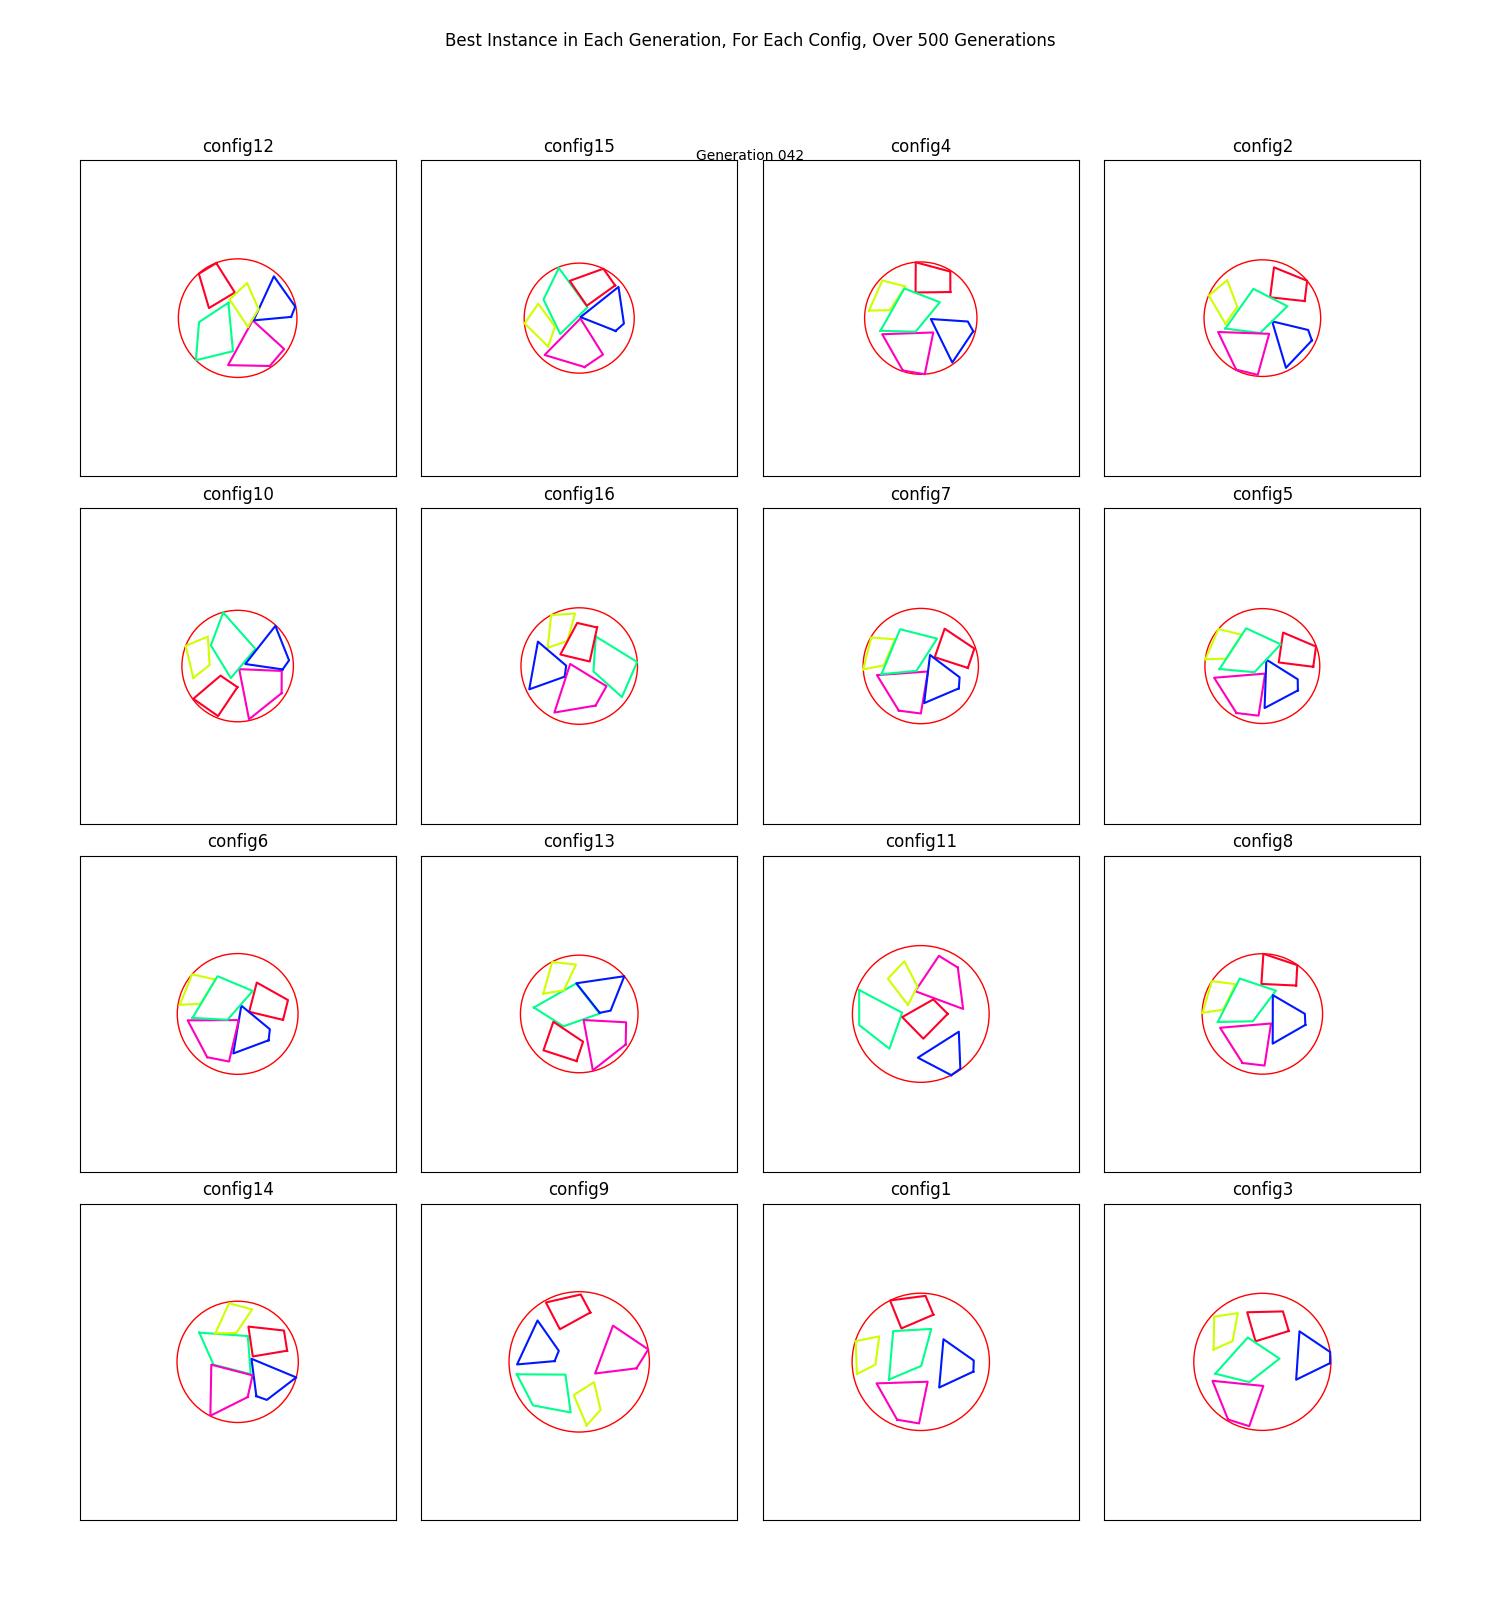 Best Instance in Each Generation, For Each Config, Over 500 Generations
Generation 042
config12
config15
config4
config2
config10
config16
config7
config5
config6
config13
config11
config8
config14
config9
config1
config3